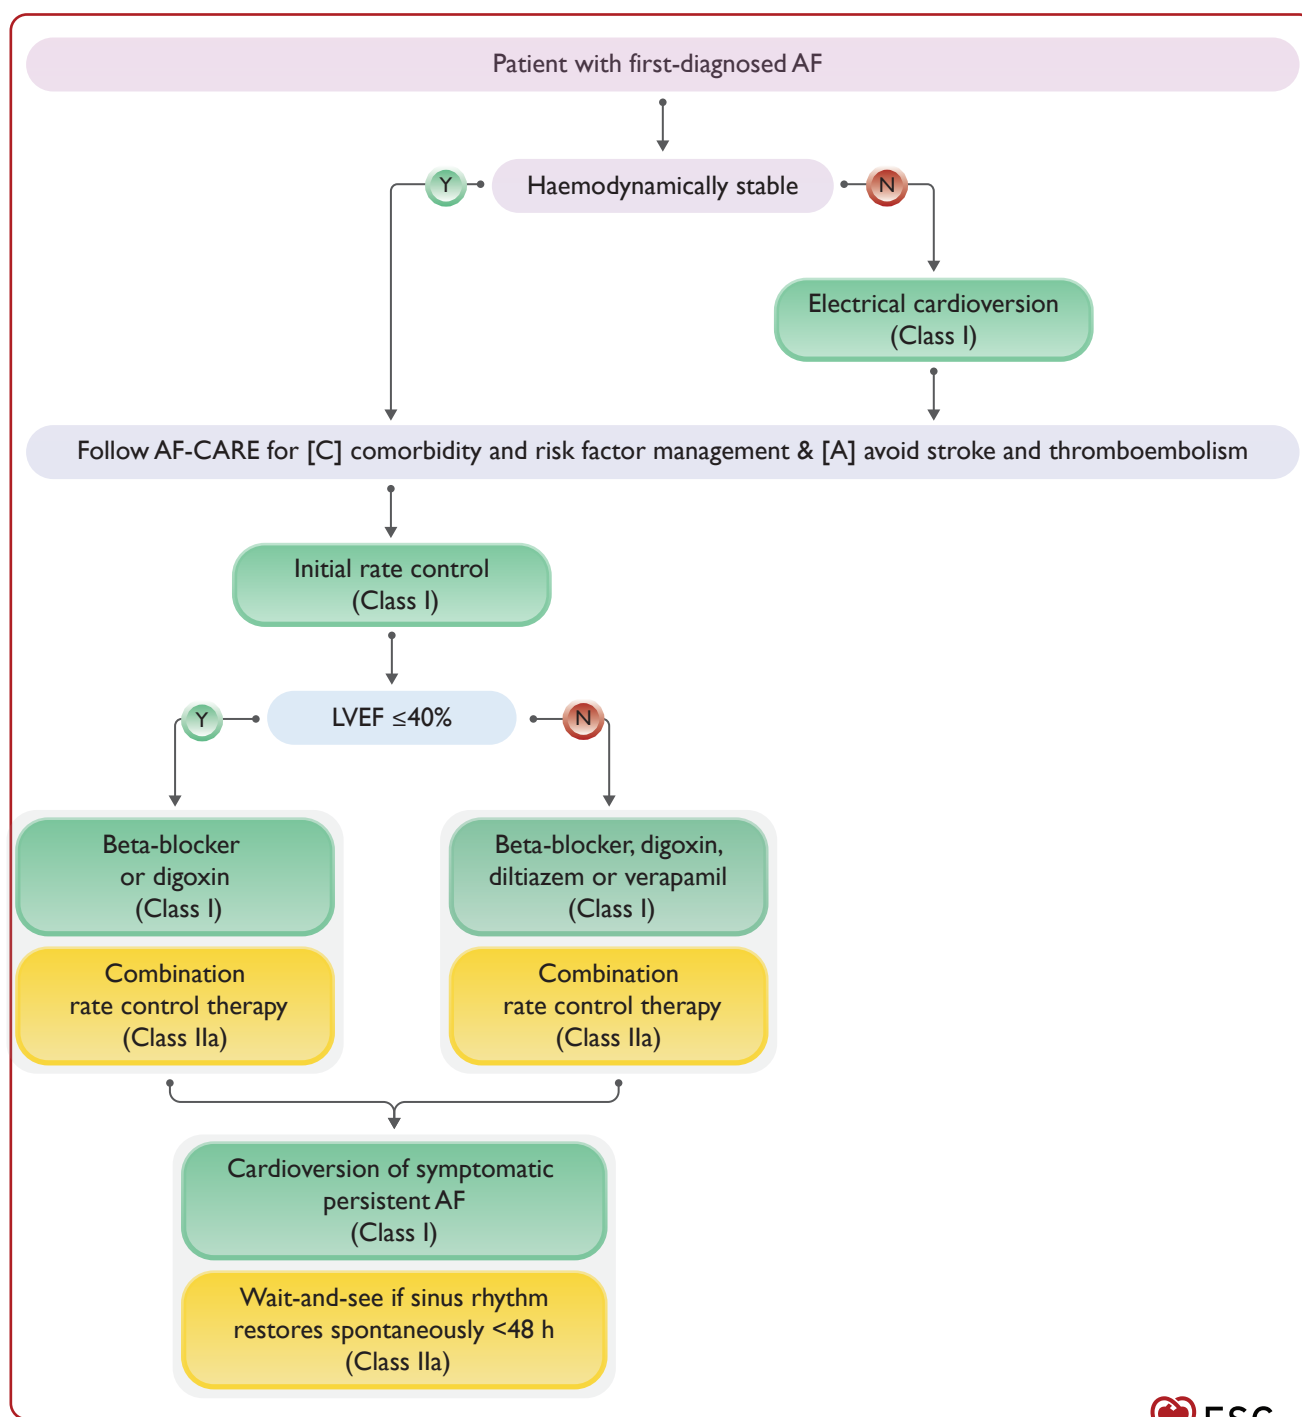 Patient with first-diagnosed AF
Y
Haemodynamically stable
N
Electrical cardioversion
(Class I)
Follow AF-CARE for [C] comorbidity and risk factor management & [A] avoid stroke and thromboembolism
Initial rate control
(Class I)
Y
LVEF ≤40%
N
Beta-blocker
or digoxin
(Class I)
Beta-blocker, digoxin,
diltiazem or verapamil
(Class I)
Combination
rate control therapy
(Class IIa)
Combination
rate control therapy
(Class IIa)
Cardioversion of symptomatic
persistent AF
(Class I)
Wait-and-see if sinus rhythm
restores spontaneously <48 h
(Class IIa)
ESC